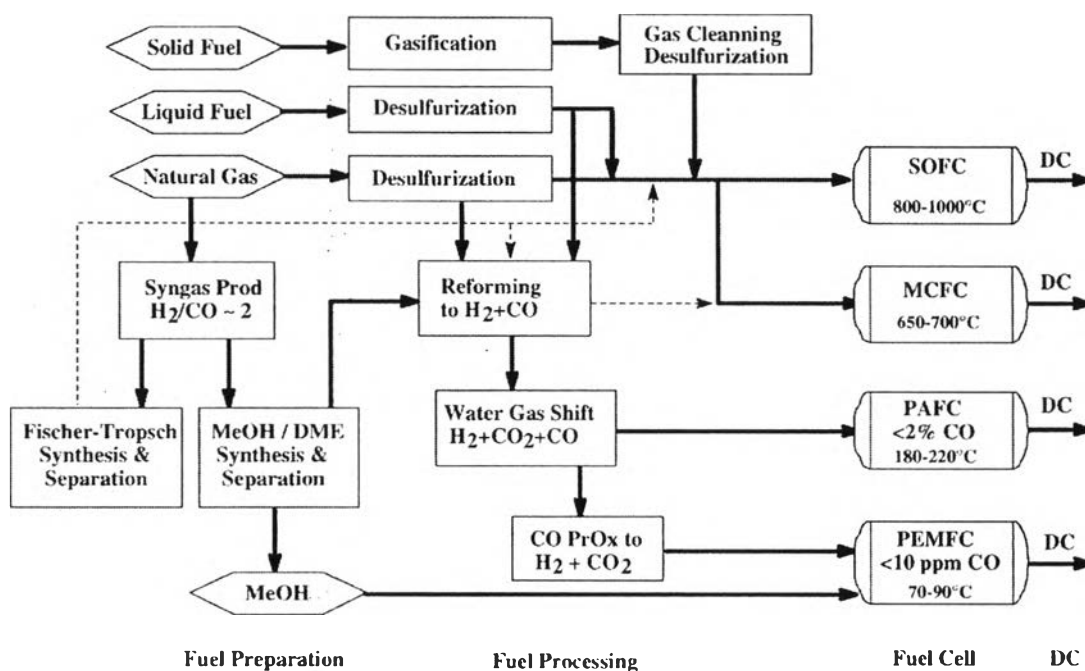 Solid Fuel
Gasification
Gas Cleanning
Desulfurization
Liquid Fuel
Desulfurization
Natural Gas
Desulfurization
SOFC
800-1000°C
DC
Syngas Prod
H2/CO ~ 2
Reforming
to H2+CO
MCFC
650-700°C
DC
Fischer-Tropsch
Synthesis &
Separation
MeOH / DME
Synthesis &
Separation
Water Gas Shift
H2+CO2+CO
PAFC
<2% CO
180-220°C
DC
CO PrOx to
H2 + CO2
PEMFC
<10 ppm CO
70-90°C
DC
MeOH
Fuel Preparation
Fuel Processing
Fuel Cell
DC